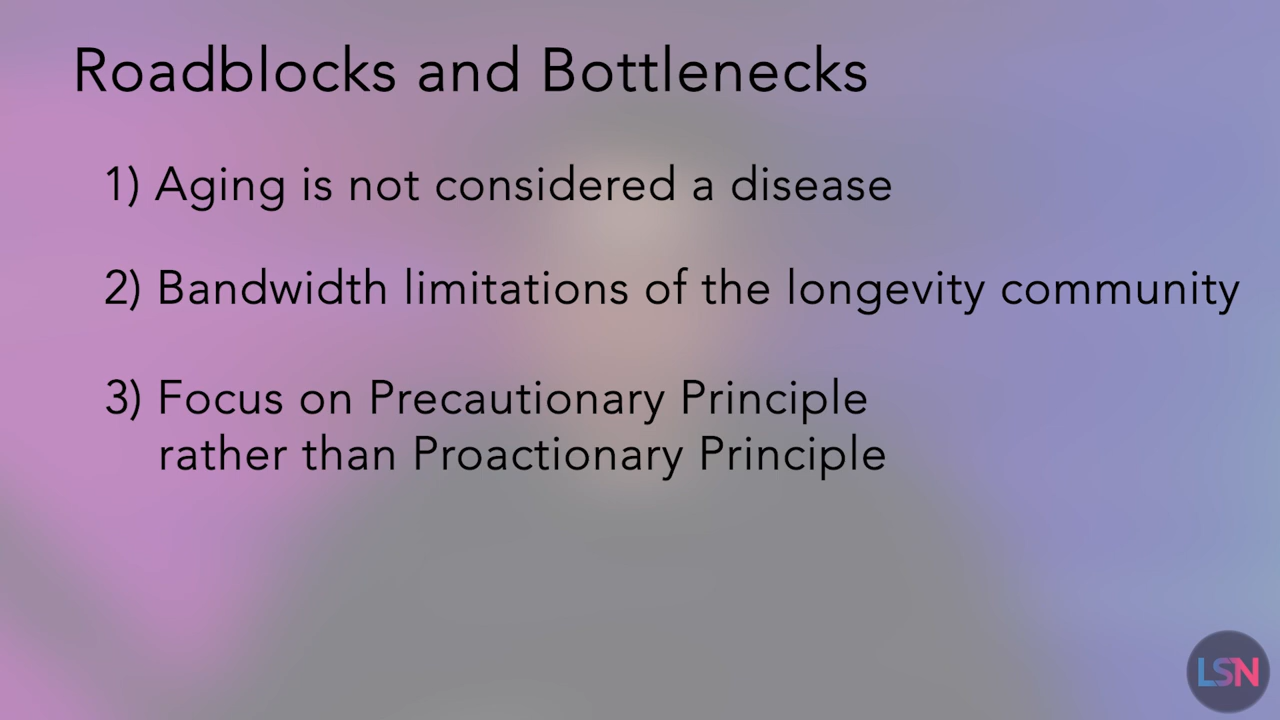 Roadblocks and Bottlenecks
1) Aging is not considered a disease
2) Bandwidth limitations of the longevity community
3) Focus on Precautionary Principle
rather than Proactionary Principle
LSN